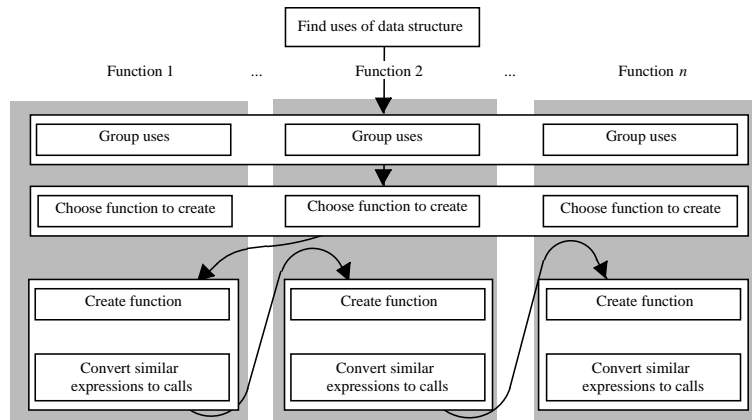 Find uses of data structure
Function 1 ... Function 2 ... Function n
Group uses Group uses Group uses
Choose function to create Choose function to create Choose function to create
Create function Create function Create function
Convert similar Convert similar Convert similar
expressions to calls expressions to calls expressions to calls